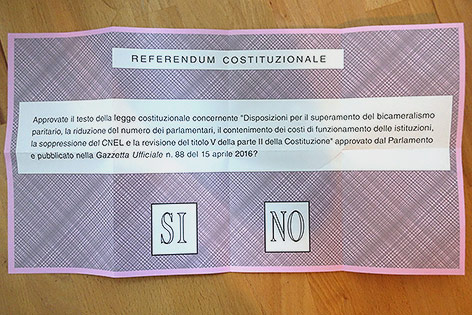 REFERENDUM COSTITUZIONALE
Approvate il testo della legge costituzionale concernente "Disposizioni per il superamento del bicameralismo
paritario, la riduzione del numero dei parlamentari, il contenimento dei costi di funzionamento delle istituzioni,
la soppressione del CNEL e la revisione del titolo V della parte II della Costituzione" approvato dal Parlamento
e pubblicato nella Gazzetta Ufficiale n. 88 del 15 aprile 2016?
SI NO